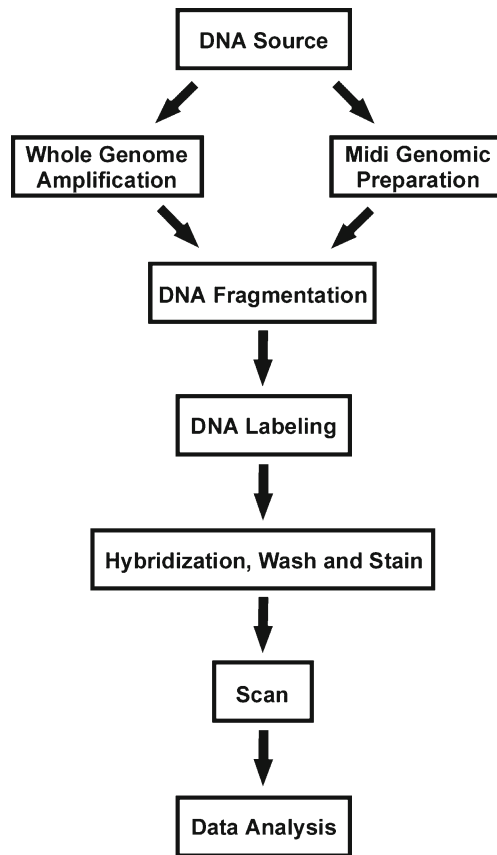 DNA Source
Whole Genome
Amplification
Midi Genomic
Preparation
DNA Fragmentation
DNA Labeling
Hybridization, Wash and Stain
Scan
Data Analysis